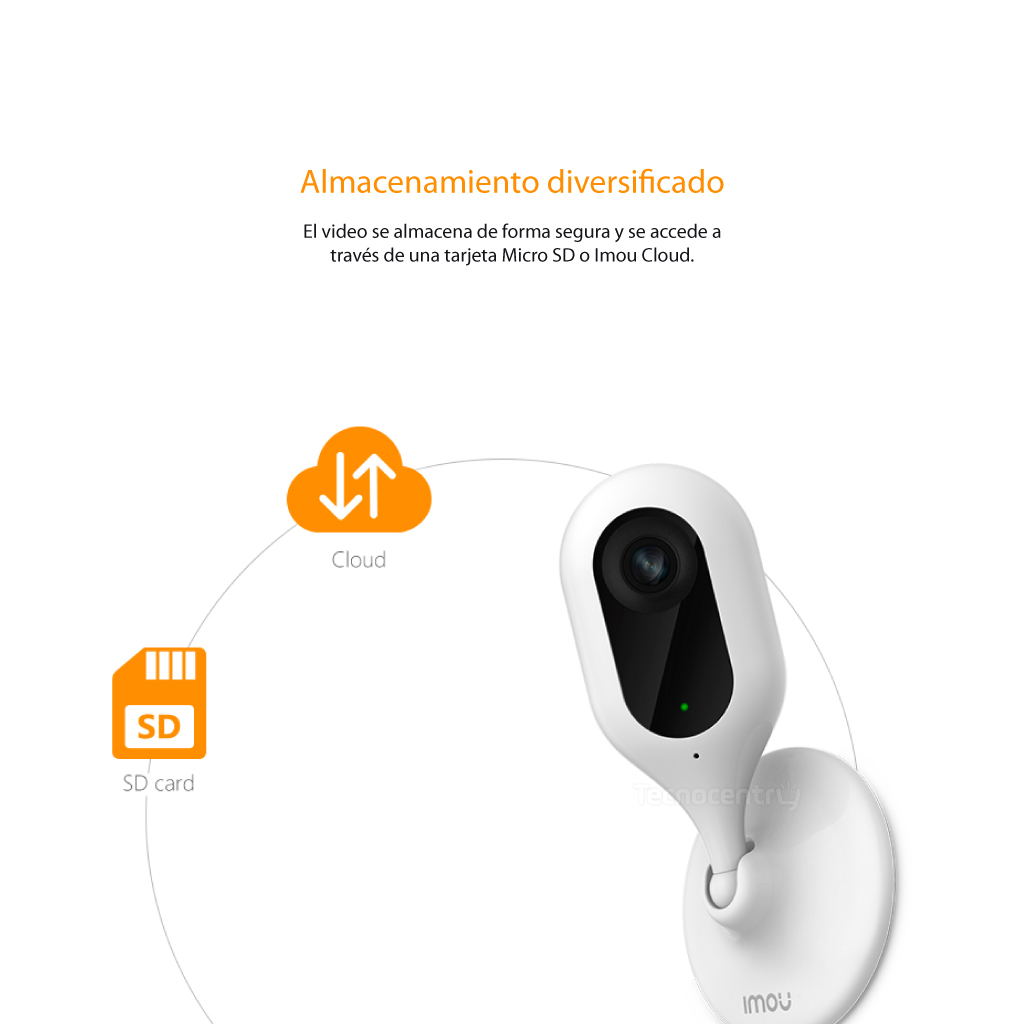 Almacenamiento diversificado
El video se almacena de forma segura y se accede a
través de una tarjeta Micro SD o Imou Cloud.
Cloud
SD
SD card
Tecnocentry
imou